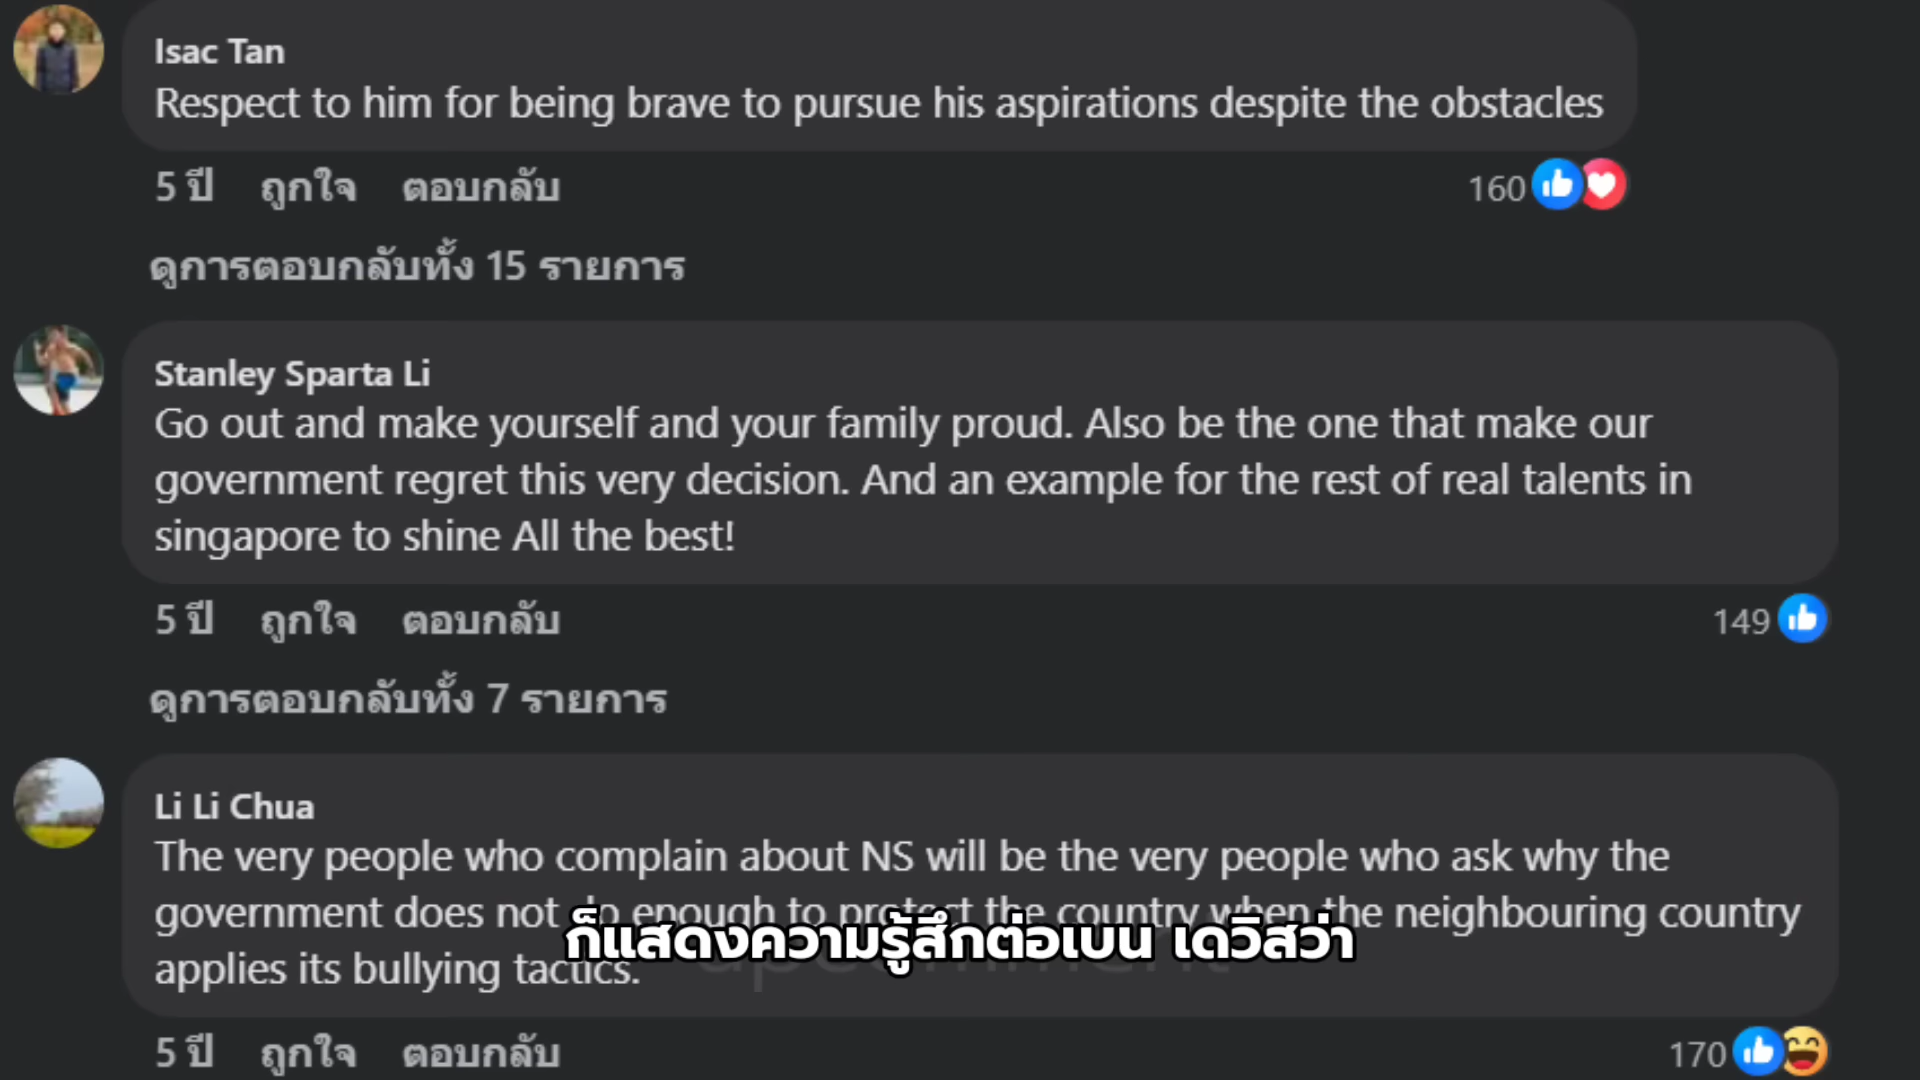 Isac Tan
Respect to him for being brave to pursue his aspirations despite the obstacles
5 ปี ถูกใจ ตอบกลับ 160
ดูการตอบกลับทั้ง 15 รายการ
Stanley Sparta Li
Go out and make yourself and your family proud. Also be the one that make our
government regret this very decision. And an example for the rest of real talents in
singapore to shine All the best!
5 ปี ถูกใจ ตอบกลับ 149
ดูการตอบกลับทั้ง 7 รายการ
Li Li Chua
The very people who complain about NS will be the very people who ask why the
government does not do enough to protect the country when the neighbouring country
ก็แสดงความรู้สึกต่อเบน เดวิสว่า
applies its bullying tactics.
5 ปี ถูกใจ ตอบกลับ 170